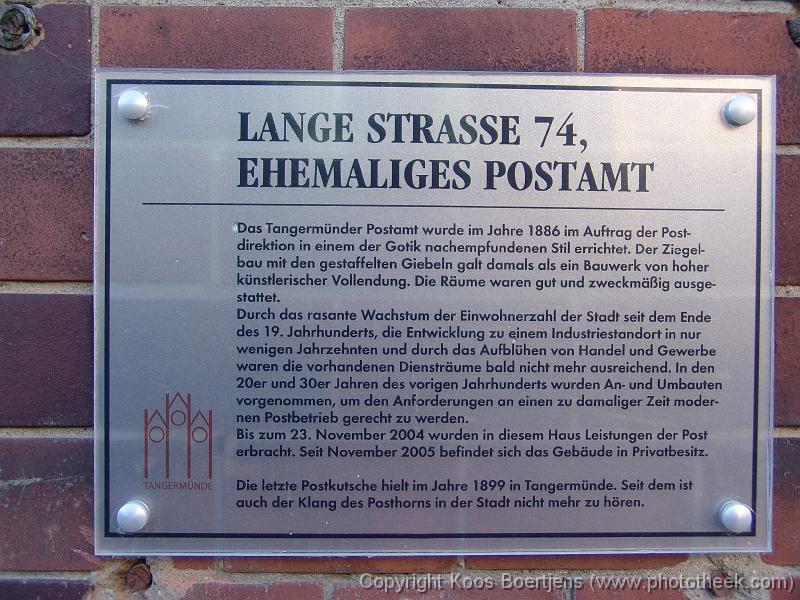 LANGE STRASSE 74,
EHEMALIGES POSTAMT
Das Tangermünder Postamt wurde im Jahre 1886 im Auftrag der Post-
direktion in einem der Gotik nachempfundenen Stil errichtet. Der Ziegel-
bau mit den gestaffelten Giebeln galt damals als ein Bauwerk von hoher
künstlerischer Vollendung. Die Räume waren gut und zweckmäßig ausge-
stattet.
Durch das rasante Wachstum der Einwohnerzahl der Stadt seit dem Ende
des 19. Jahrhunderts, die Entwicklung zu einem Industriestandort in nur
wenigen Jahrzehnten und durch das Aufblühen von Handel und Gewerbe
waren die vorhandenen Diensträume bald nicht mehr ausreichend. In den
20er und 30er Jahren des vorigen Jahrhunderts wurden An- und Umbauten
vorgenommen, um den Anforderungen an einen zu damaliger Zeit moder-
nen Postbetrieb gerecht zu werden.
Bis zum 23. November 2004 wurden in diesem Haus Leistungen der Post
erbracht. Seit November 2005 befindet sich das Gebäude in Privatbesitz.
Die letzte Postkutsche hielt im Jahre 1899 in Tangermünde. Seit dem ist
auch der Klang des Posthorns in der Stadt nicht mehr zu hören.
TANGERMÜNDE
Copyright Koos Boertjens (www.phototheek.com)